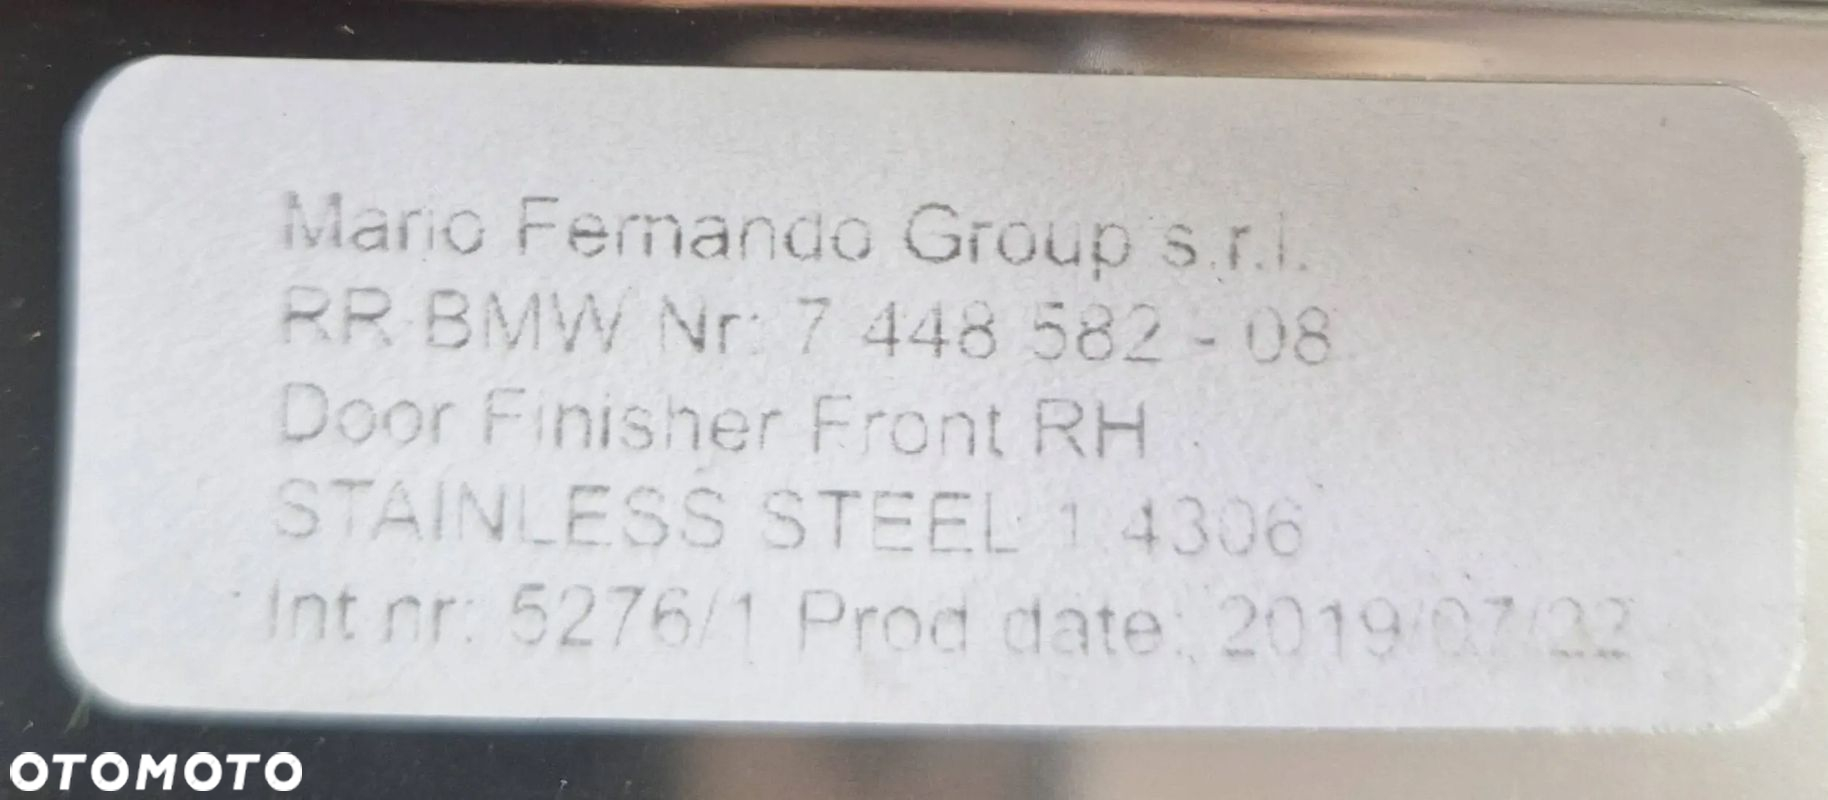 Mario Fernando Group s.r.l.
RR BMW Nr: 7 448 582 - 08
Door Finisher Front RH
STAINLESS STEEL 1.4306
Int nr: 5276/1 Prod date: 2019/07/22
OTOMOTO